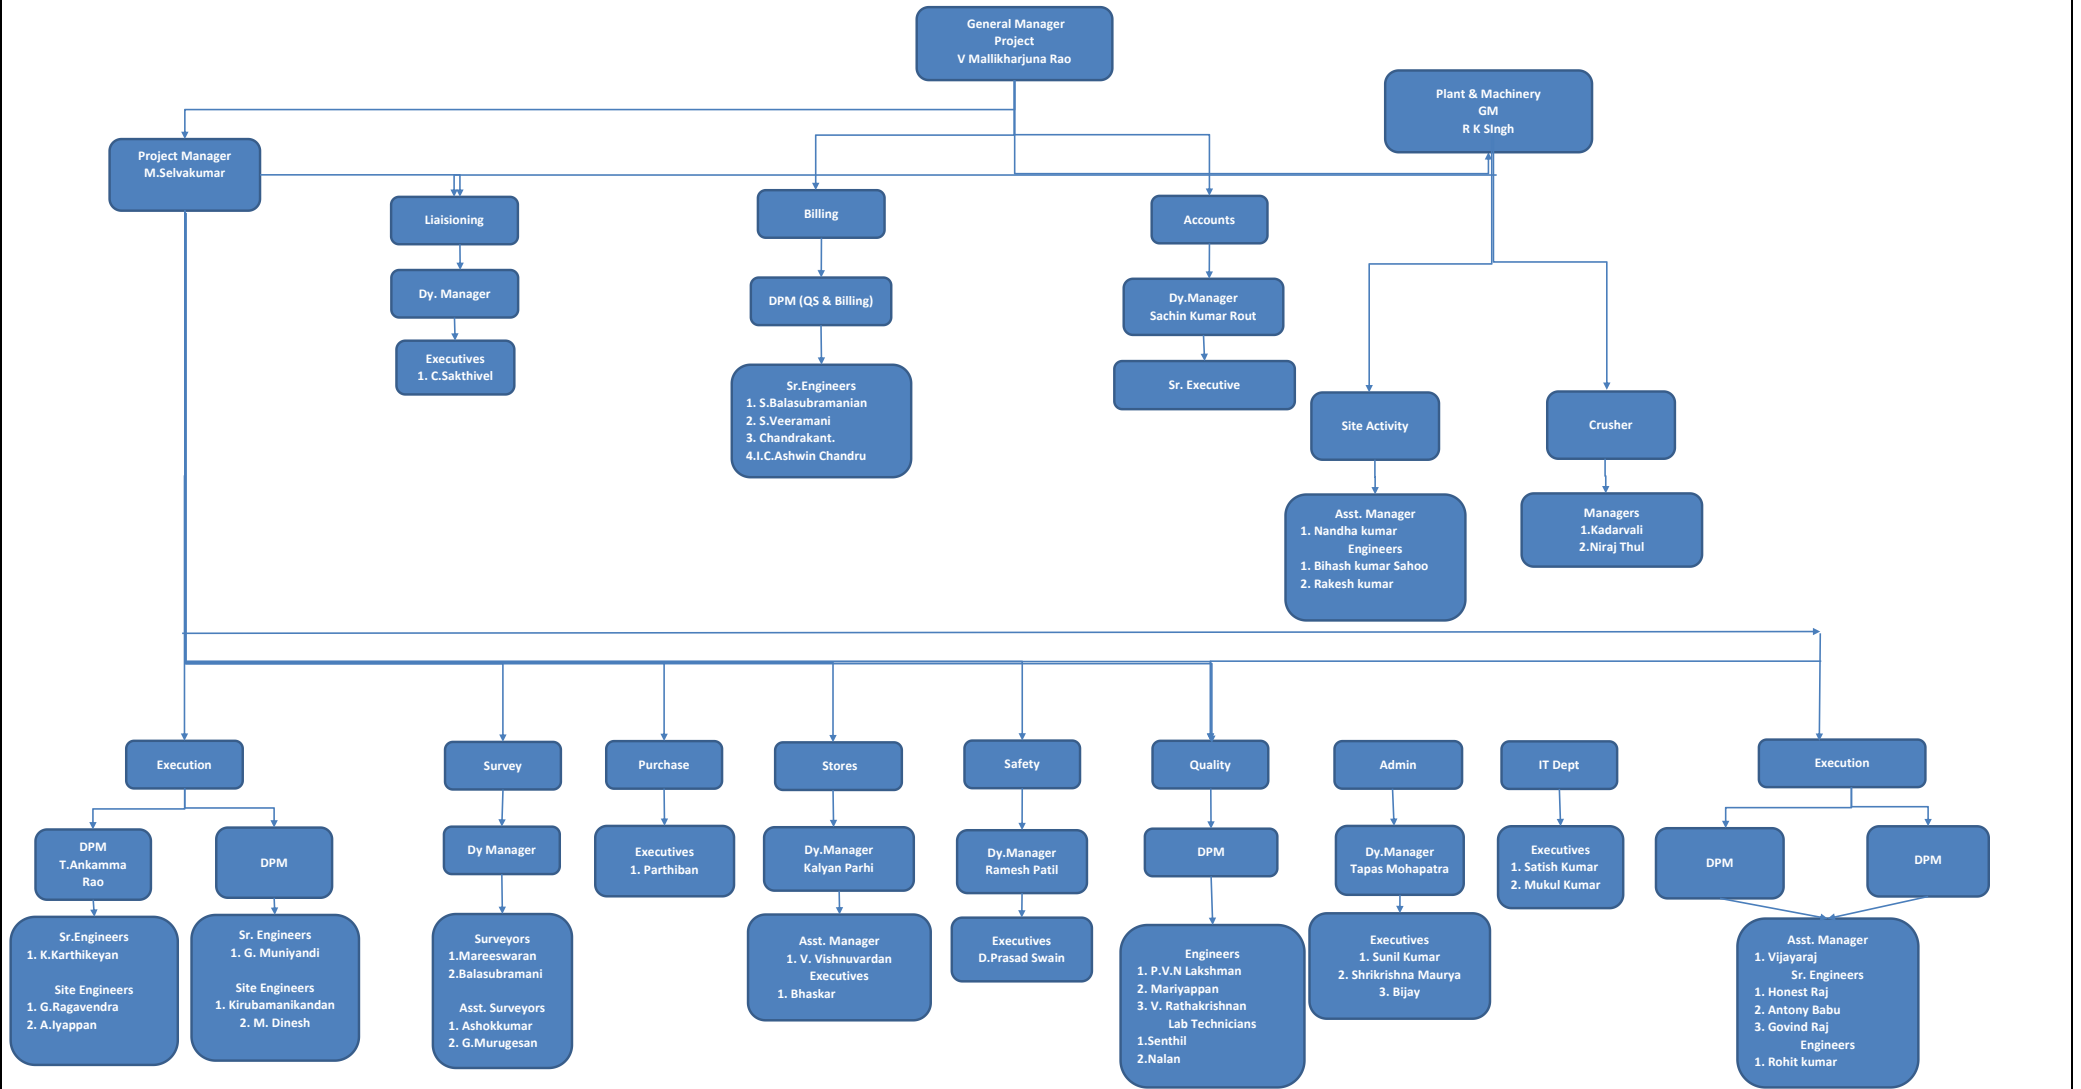 General Manager
Project
V Mallikharjuna Rao
Plant & Machinery
GM
R K SIngh
Project Manager
M.Selvakumar
Liaisioning
Billing
Accounts
Dy. Manager
DPM (QS & Billing)
Dy.Manager
Sachin Kumar Rout
Executives
1. C.Sakthivel
Sr.Engineers
1. S.Balasubramanian
2. S.Veeramani
3. Chandrakant.
4.I.C.Ashwin Chandru
Sr. Executive
Site Activity
Crusher
Asst. Manager
1. Nandha kumar
Engineers
1. Bihash kumar Sahoo
2. Rakesh kumar
Managers
1.Kadarvali
2.Niraj Thul
Execution
Survey
Purchase
Stores
Safety
Quality
Admin
IT Dept
Execution
DPM
T.Ankamma
Rao
DPM
Dy Manager
Executives
1. Parthiban
Dy.Manager
Kalyan Parhi
Dy.Manager
Ramesh Patil
DPM
Dy.Manager
Tapas Mohapatra
Executives
1. Satish Kumar
2. Mukul Kumar
DPM
DPM
Sr.Engineers
1. K.Karthikeyan
Site Engineers
1. G.Ragavendra
2. A.Iyappan
Sr. Engineers
1. G. Muniyandi
Site Engineers
1. Kirubamanikandan
2. M. Dinesh
Surveyors
1.Mareeswaran
2.Balasubramani
Asst. Surveyors
1. Ashokkumar
2. G.Murugesan
Asst. Manager
1. V. Vishnuvardan
Executives
1. Bhaskar
Executives
D.Prasad Swain
Engineers
1. P.V.N Lakshman
2. Mariyappan
3. V. Rathakrishnan
Lab Technicians
1.Senthil
2.Nalan
Executives
1. Sunil Kumar
2. Shrikrishna Maurya
3. Bijay
Asst. Manager
1. Vijayaraj
Sr. Engineers
1. Honest Raj
2. Antony Babu
3. Govind Raj
Engineers
1. Rohit kumar